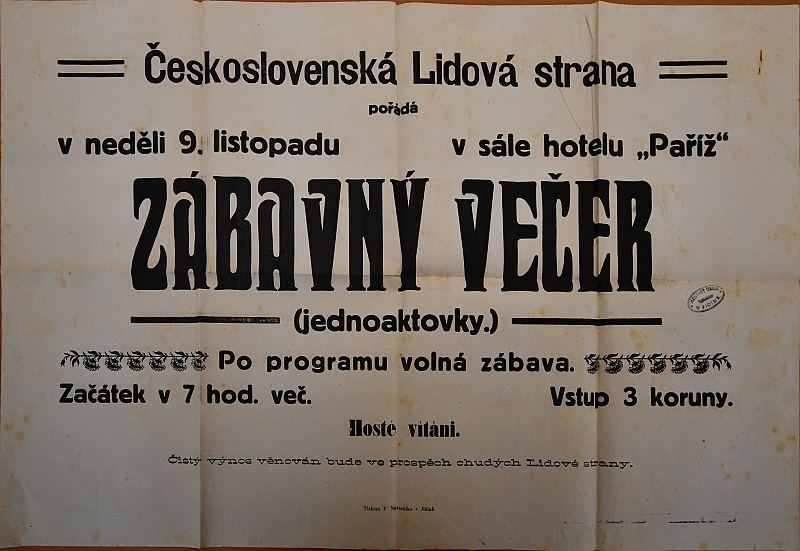 Československá Lidová strana
pořádá
v neděli 9. listopadu v sále hotelu „Paříž“
ZÁBAVNÝ VEČER
(jednoaktovky.)
Po programu volná zábava.
Začátek v 7 hod. več. Vstup 3 koruny.
Hosté vítáni.
Čistý výnos věnován bude ve prospěch chudých Lidové strany.
Tiskem v